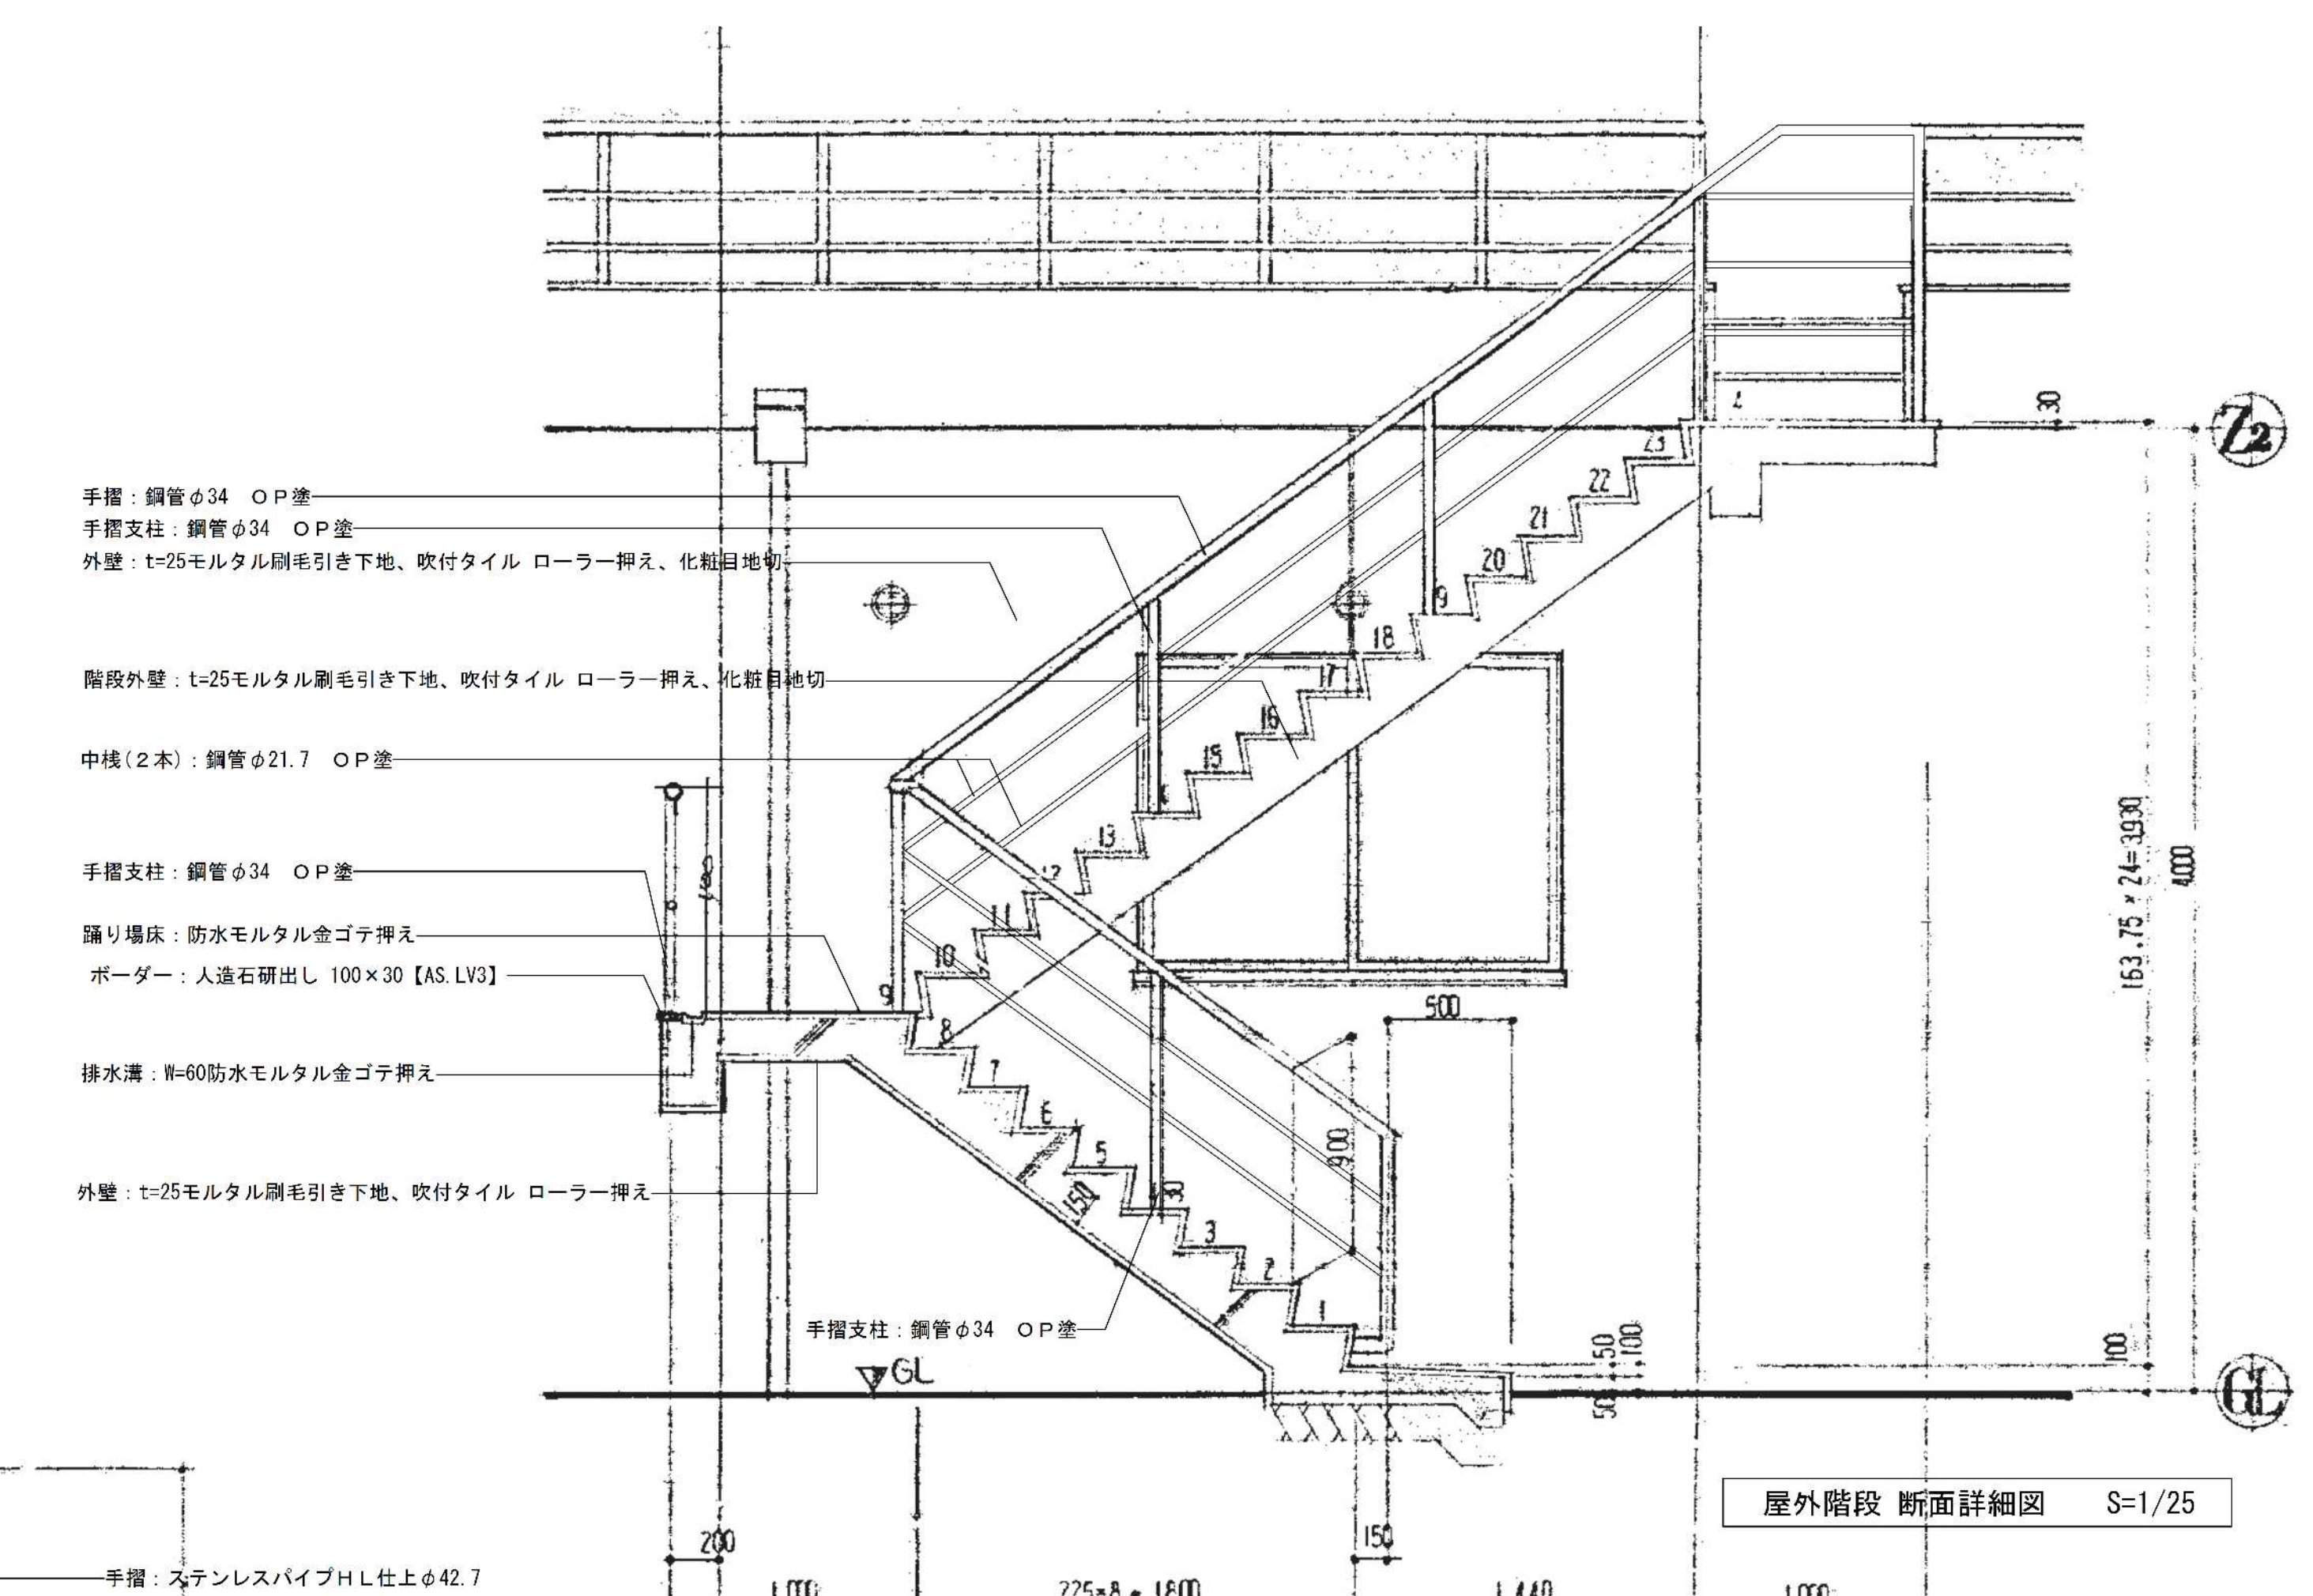 30
Z2
手摺：鋼管φ34　ＯＰ塗
手摺支柱：鋼管φ34　ＯＰ塗
外壁：t=25モルタル刷毛引き下地、吹付タイル ローラー押え、化粧目地切
階段外壁：t=25モルタル刷毛引き下地、吹付タイル ローラー押え、化粧目地切
中桟(２本)：鋼管φ21.7　ＯＰ塗
手摺支柱：鋼管φ34　ＯＰ塗
踊り場床：防水モルタル金ゴテ押え
ボーダー：人造石研出し 100×30【AS.LV3】
排水溝：W=60防水モルタル金ゴテ押え
外壁：t=25モルタル刷毛引き下地、吹付タイル ローラー押え
手摺支柱：鋼管φ34　ＯＰ塗
23
22
21
20
18
17
16
15
13
12
11
10
9
8
7
6
5
3
2
1
150
30
900
500
163.75×24=3930
4000
50
100
50
100
GL
GL
屋外階段 断面詳細図　S=1/25
200
150
手摺：ステンレスパイプＨＬ仕上φ42.7
1,000
225×8=1800
1,440
1,000